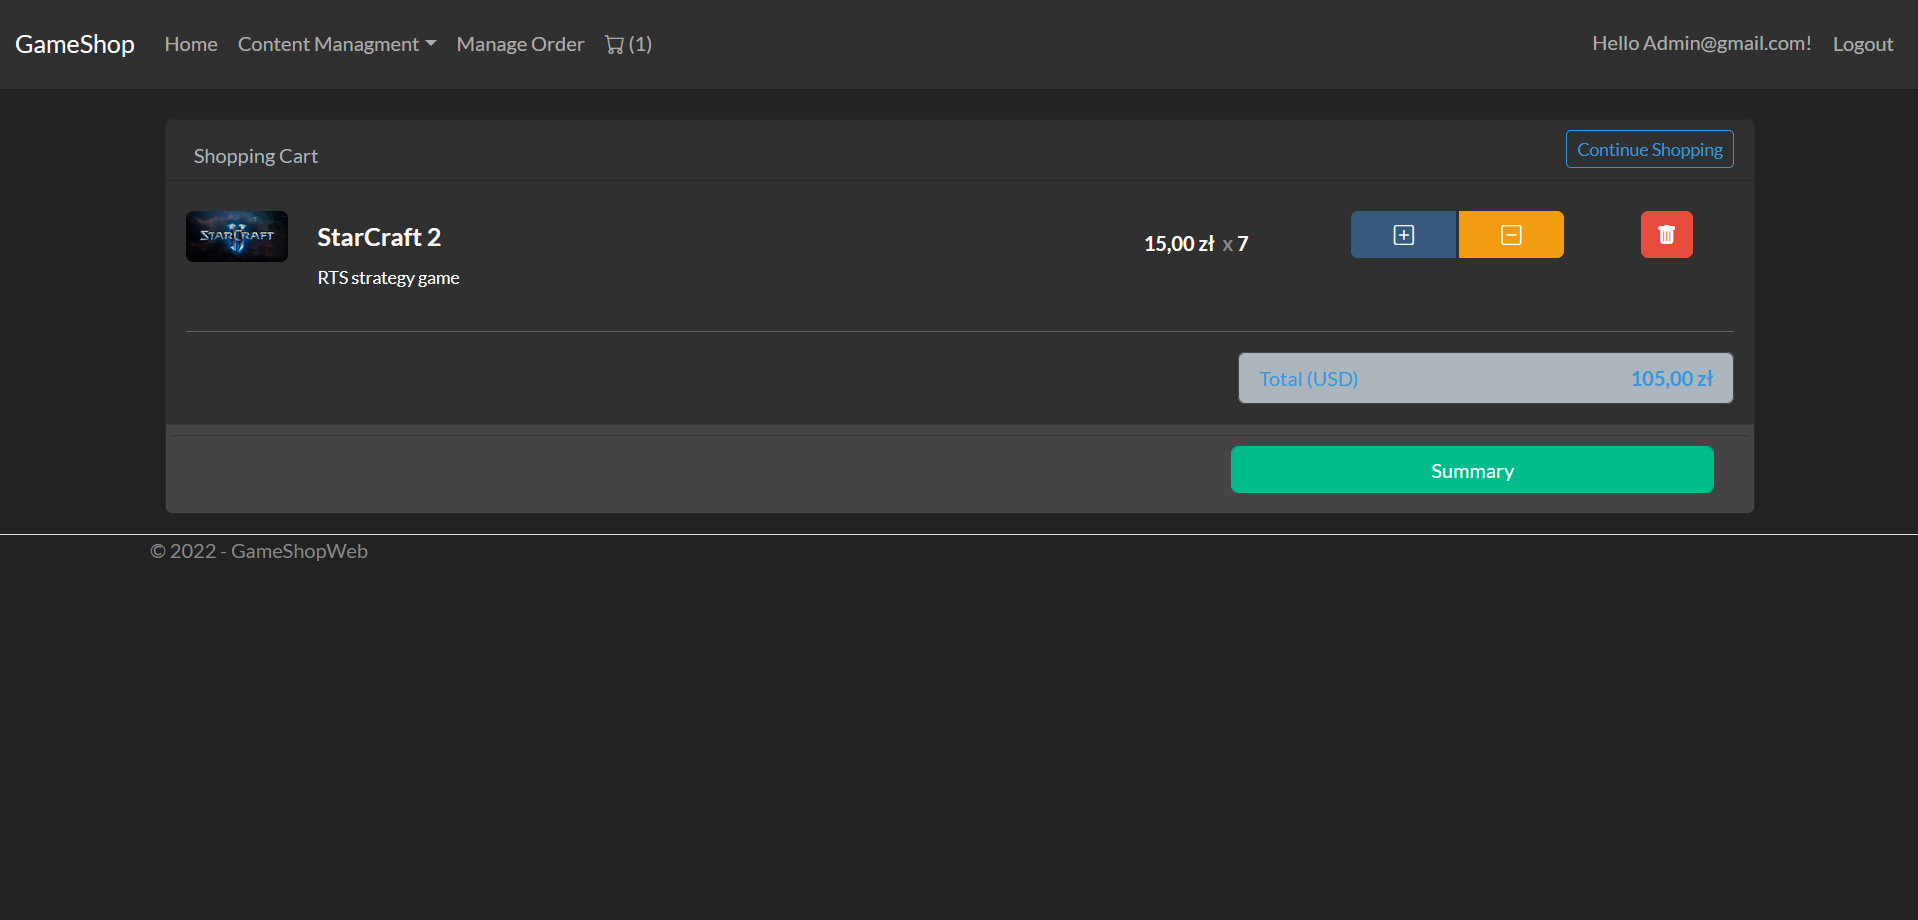 GameShop Home Content Managment Manage Order (1) Hello Admin@gmail.com! Logout
Shopping Cart Continue Shopping
STARCRAFT
II
StarCraft 2
15,00 zł x 7
RTS strategy game
Total (USD) 105,00 zł
Summary
© 2022 - GameShopWeb